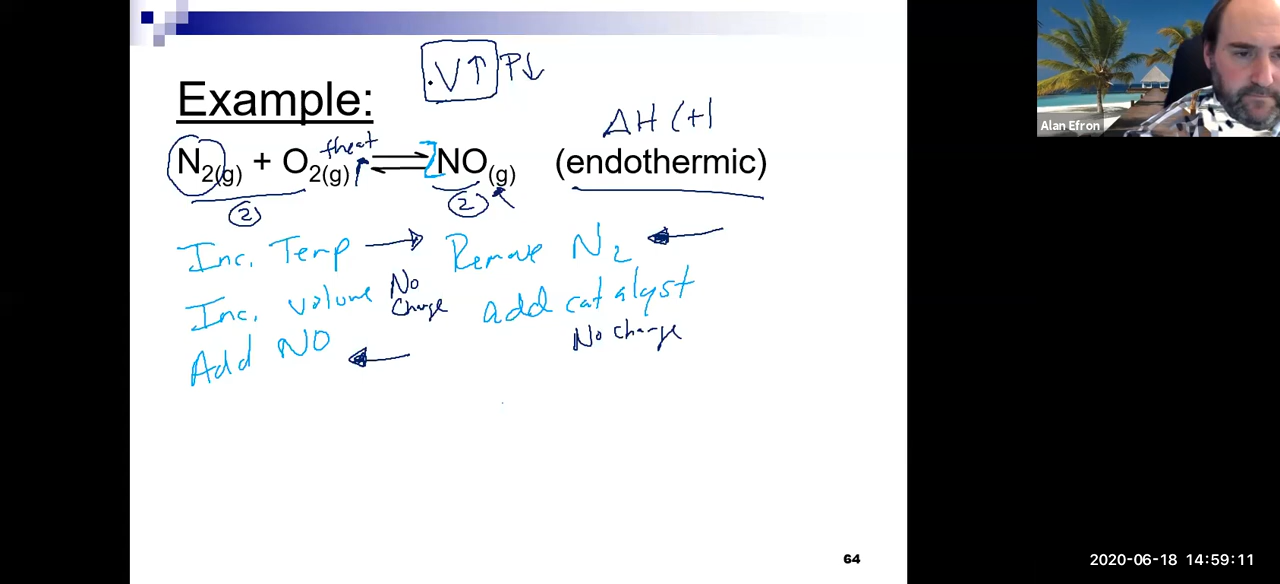 .V↑ P↓
Example:
ΔH (+)
+heat
N2(g) + O2(g) ⇌ 2NO(g) (endothermic)
② ②
Inc. Temp → Remove N2 ←
Inc. volume No Change add catalyst
No change
Add NO ←
Alan Efron
64
2020-06-18 14:59:11